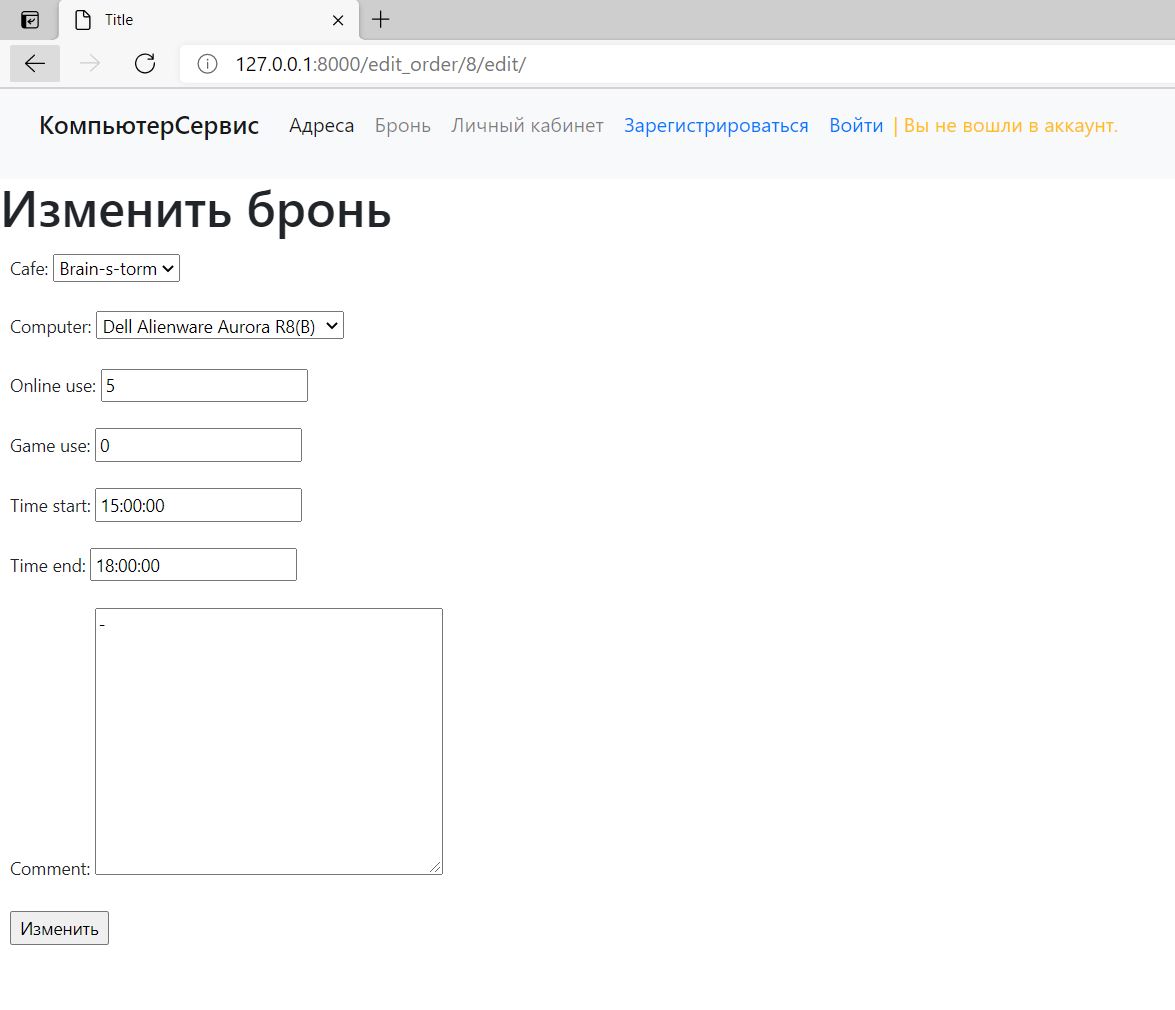 Title
127.0.0.1:8000/edit_order/8/edit/
КомпьютерСервис Адреса Бронь Личный кабинет Зарегистрироваться Войти | Вы не вошли в аккаунт.
Изменить бронь
Cafe: Brain-s-torm
Computer: Dell Alienware Aurora R8(B)
Online use: 5
Game use: 0
Time start: 15:00:00
Time end: 18:00:00
-
Comment:
Изменить